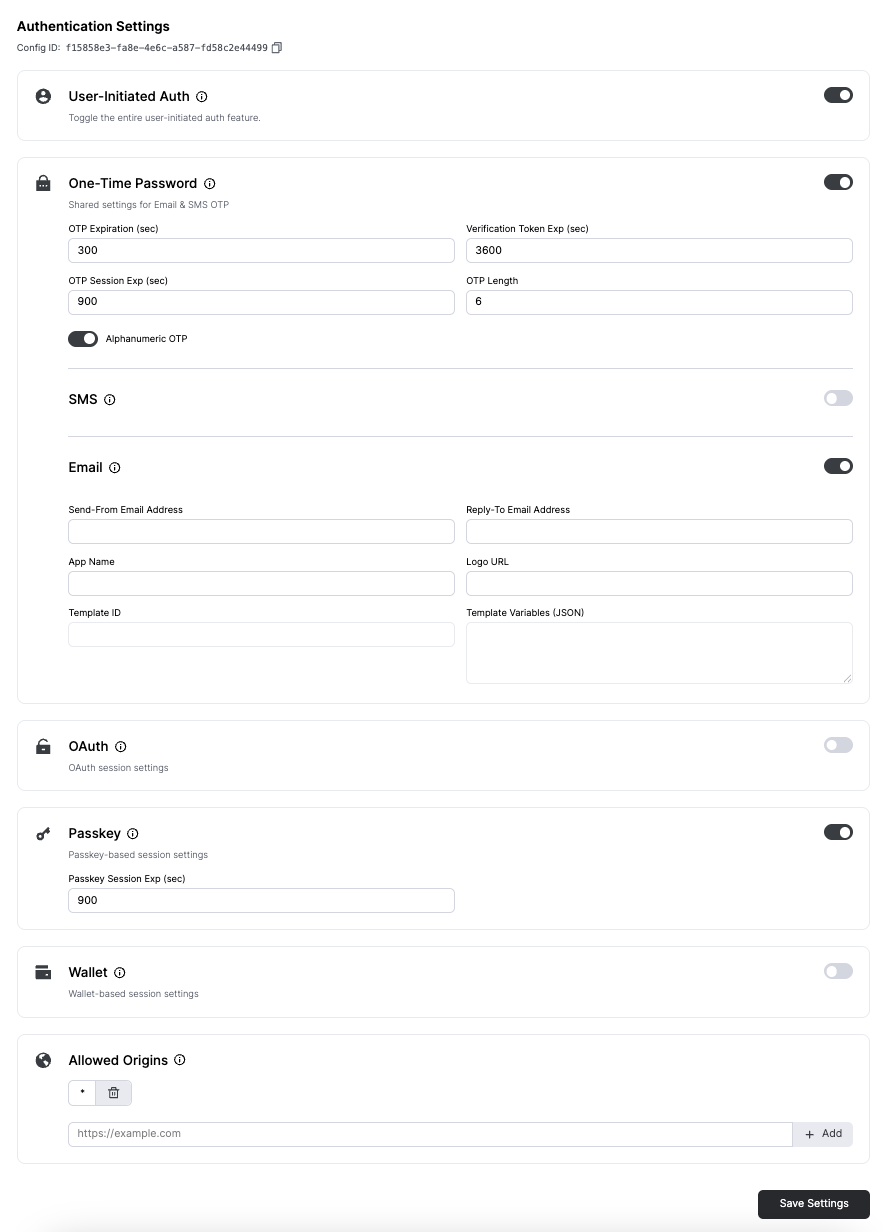 Authentication Settings
Config ID: f15858e3-fa8e-4e6c-a587-fd58c2e44499
User-Initiated Auth
Toggle the entire user-initiated auth feature.
One-Time Password
Shared settings for Email & SMS OTP
OTP Expiration (sec)
300
Verification Token Exp (sec)
3600
OTP Session Exp (sec)
900
OTP Length
6
Alphanumeric OTP
SMS
Email
Send-From Email Address
Reply-To Email Address
App Name
Logo URL
Template ID
Template Variables (JSON)
OAuth
OAuth session settings
Passkey
Passkey-based session settings
Passkey Session Exp (sec)
900
Wallet
Wallet-based session settings
Allowed Origins
*
https://example.com
+ Add
Save Settings